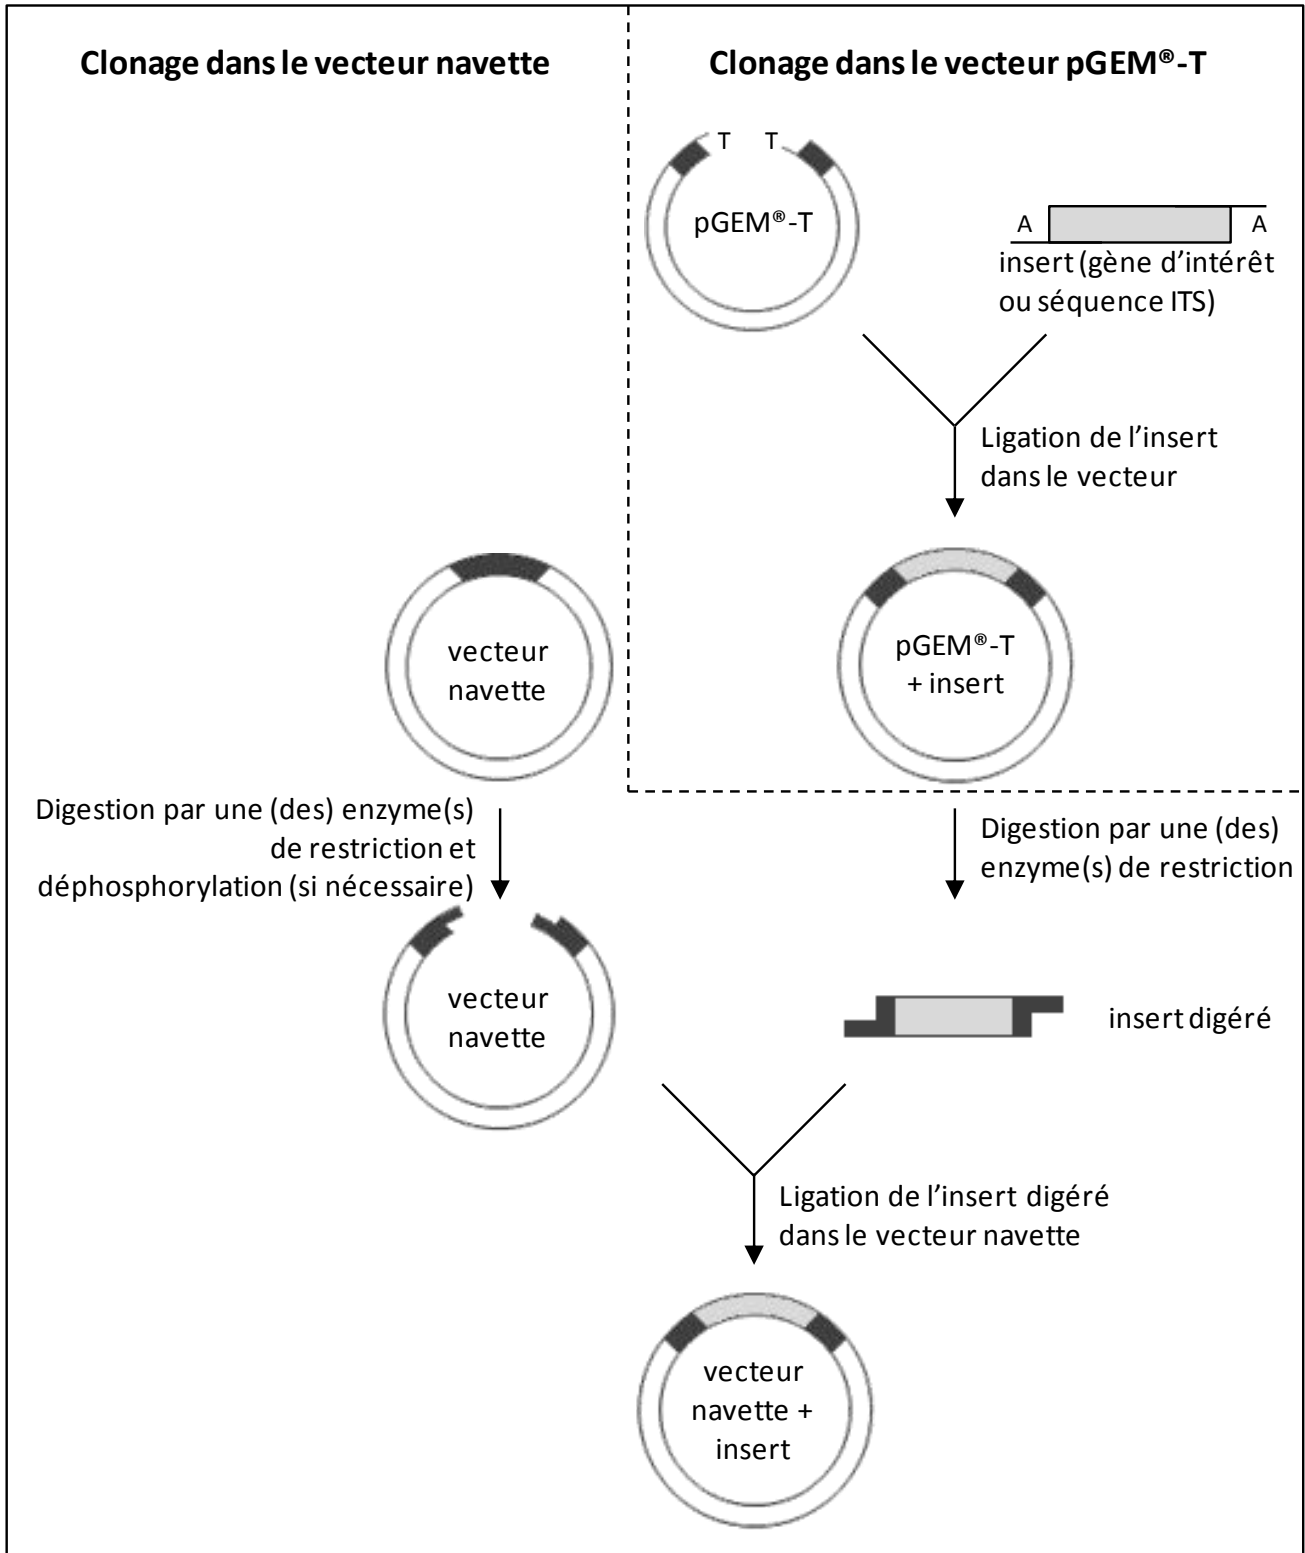 Clonage dans le vecteur navette
Clonage dans le vecteur pGEM®-T
T T
pGEM®-T
A A
insert (gène d'intérêt
ou séquence ITS)
Ligation de l'insert
dans le vecteur
vecteur
navette
pGEM®-T
+ insert
Digestion par une (des) enzyme(s)
de restriction et
déphosphorylation (si nécessaire)
Digestion par une (des)
enzyme(s) de restriction
vecteur
navette
insert digéré
Ligation de l'insert digéré
dans le vecteur navette
vecteur
navette +
insert